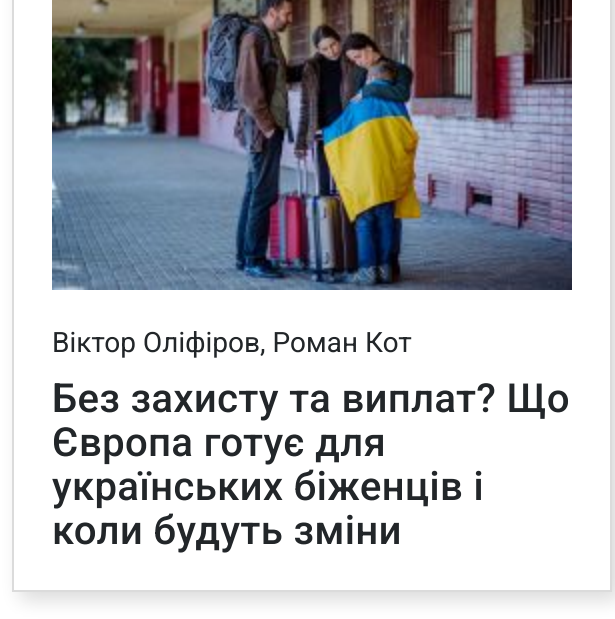 Віктор Оліфіров, Роман Кот
Без захисту та виплат? Що
Європа готує для
українських біженців і
коли будуть зміни